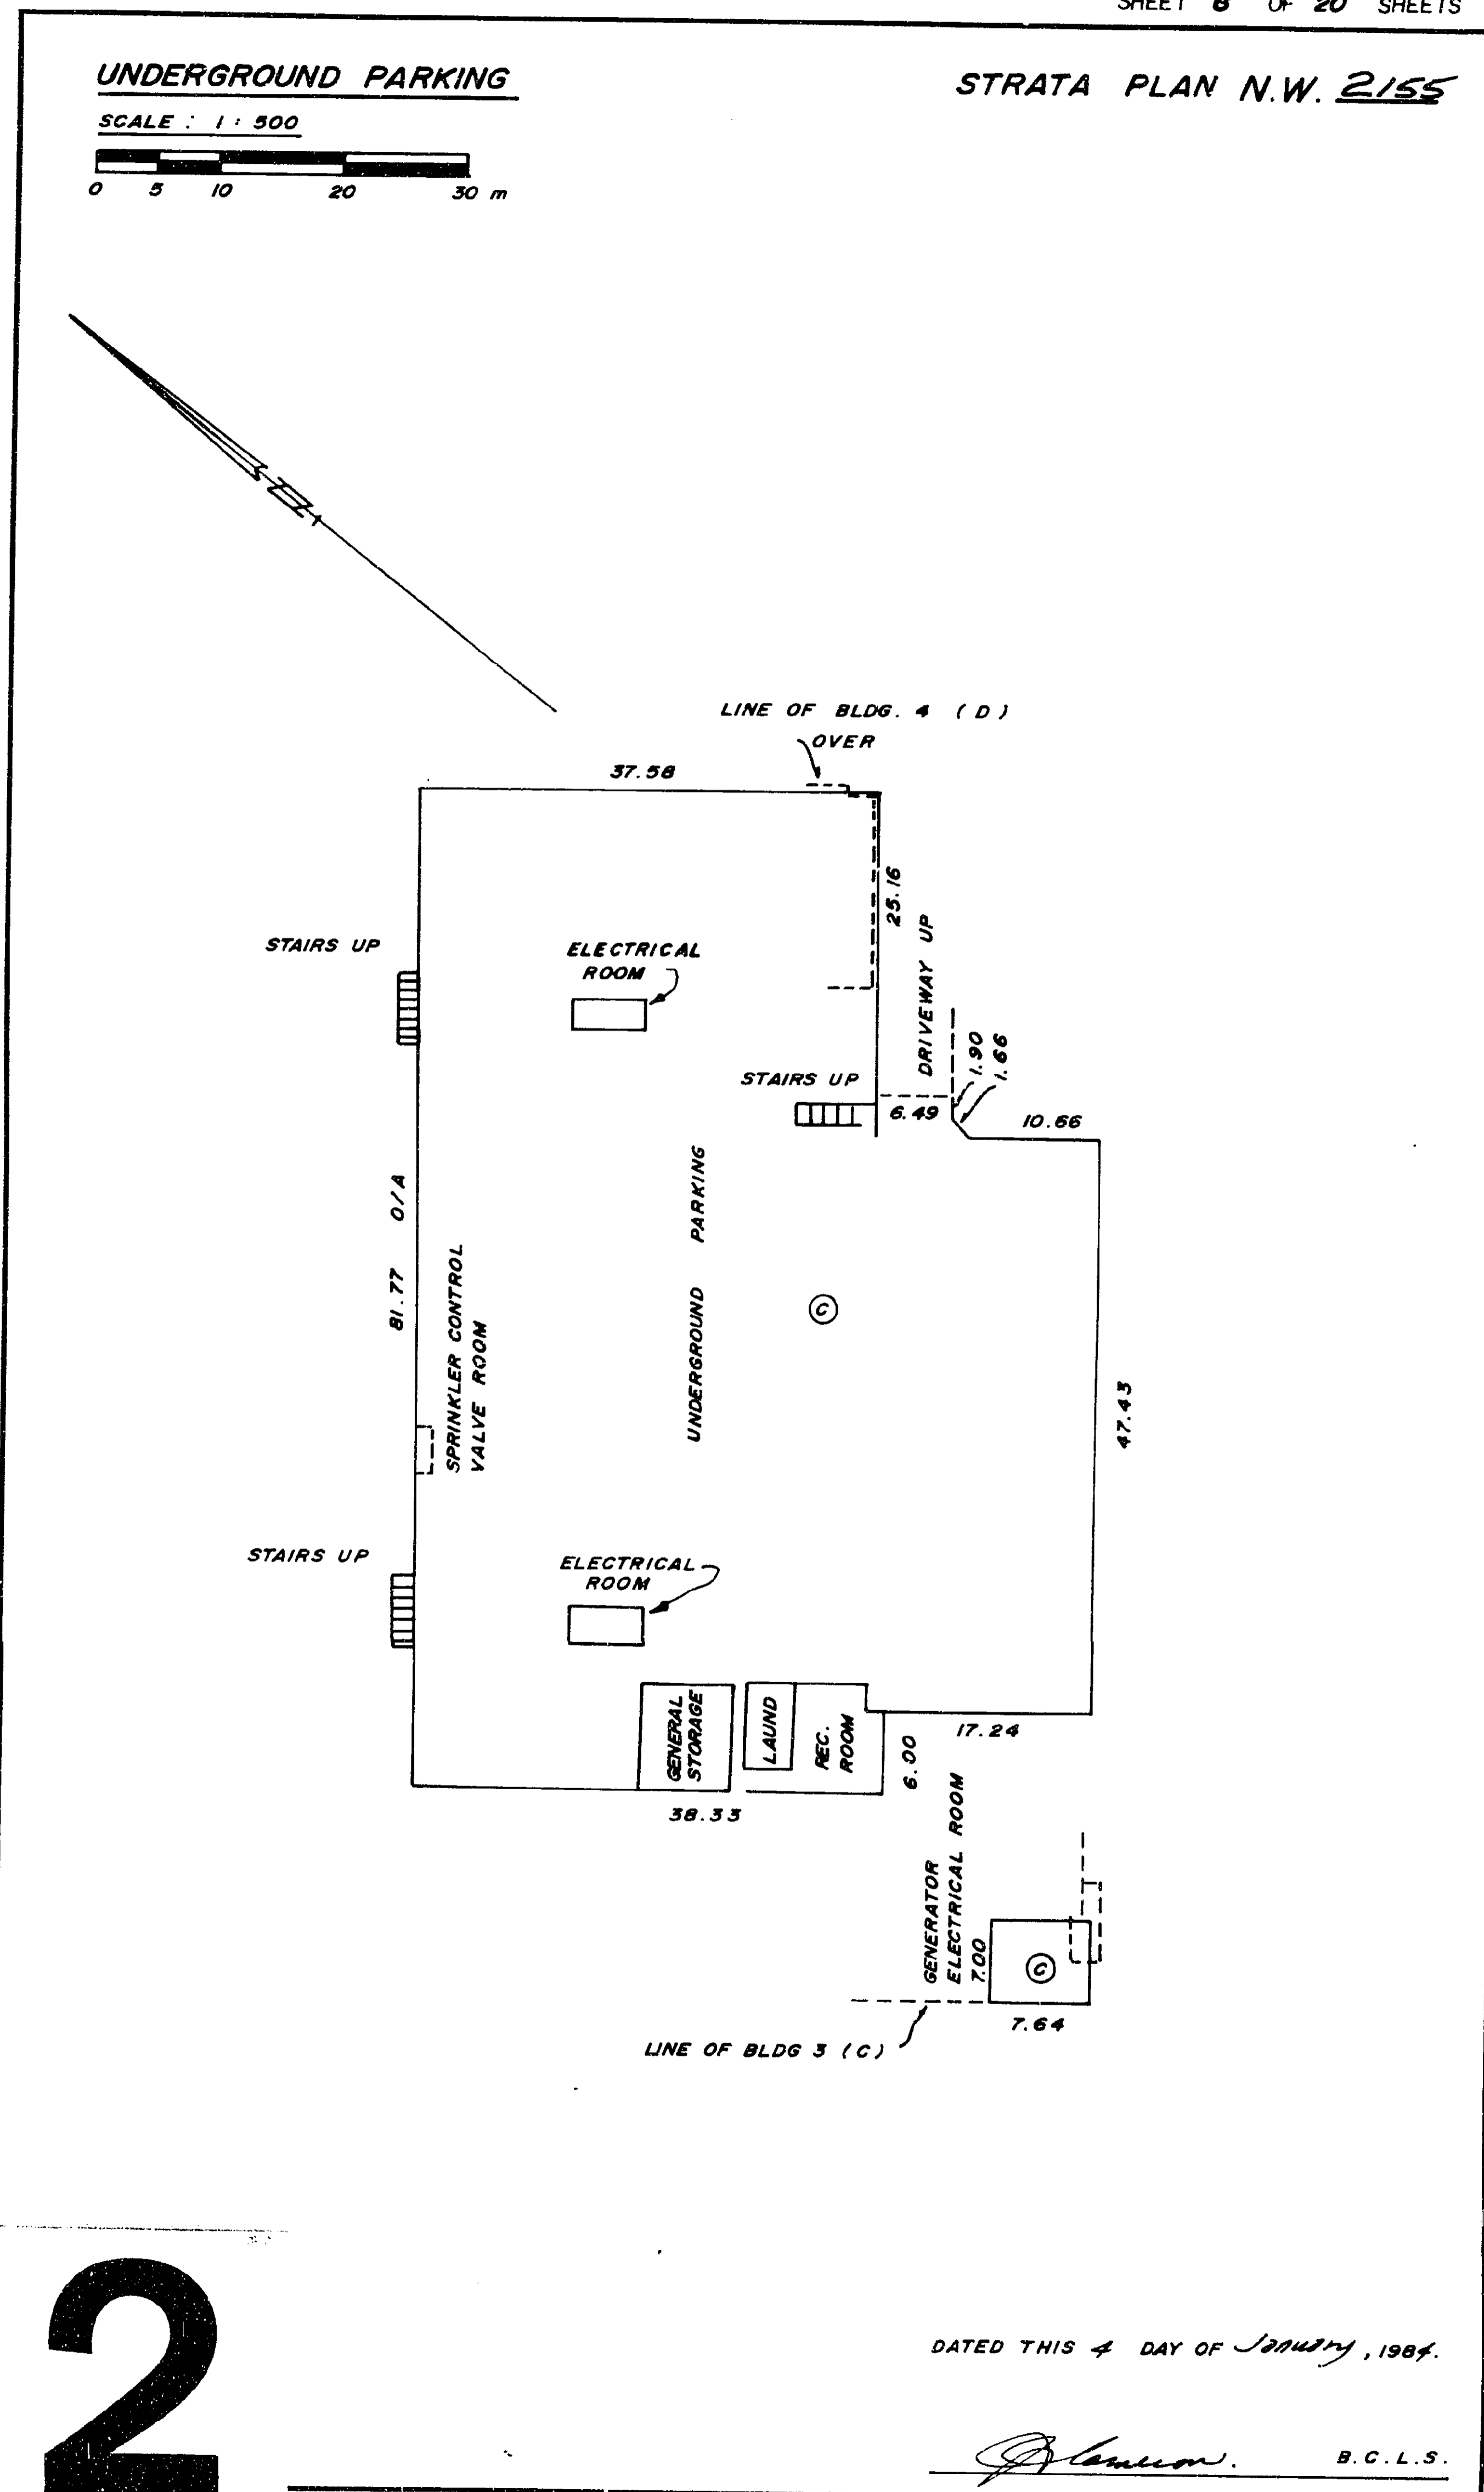 SHEET 8 OF 20 SHEETS
UNDERGROUND PARKING
STRATA PLAN N.W. 2155
SCALE : 1 : 500
0 5 10 20 30 m
N
LINE OF BLDG. 4 ( D )
OVER
37.58
25.16
STAIRS UP
ELECTRICAL
ROOM
DRIVEWAY UP
1.90
1.66
STAIRS UP
6.49
10.66
81.77 O/A
UNDERGROUND PARKING
SPRINKLER CONTROL
VALVE ROOM
C
47.43
STAIRS UP
ELECTRICAL
ROOM
GENERAL
STORAGE
LAUND
REC.
ROOM
17.24
6.00
38.33
GENERATOR
ELECTRICAL ROOM
7.00
C
7.64
LINE OF BLDG 3 ( C )
2
DATED THIS 4 DAY OF January, 1984.
Cameron. B.C.L.S.